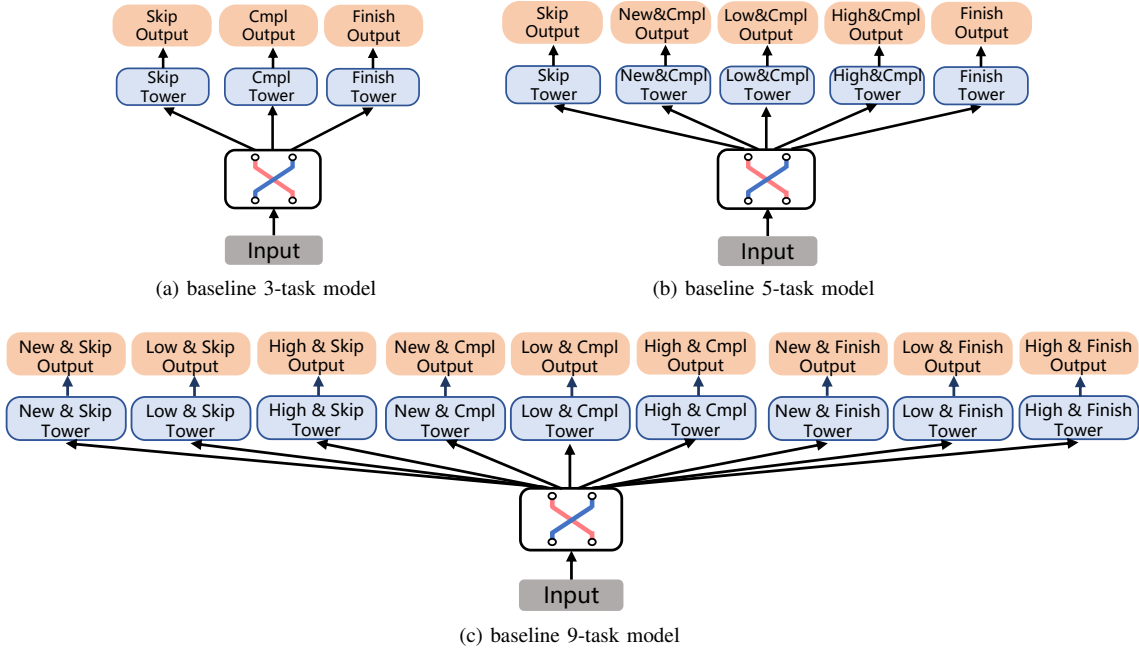 Skip
Output
Cmpl
Output
Finish
Output
Skip
Tower
Cmpl
Tower
Finish
Tower
Input
(a) baseline 3-task model
Skip
Output
New&Cmpl
Output
Low&Cmpl
Output
High&Cmpl
Output
Finish
Output
Skip
Tower
New&Cmpl
Tower
Low&Cmpl
Tower
High&Cmpl
Tower
Finish
Tower
Input
(b) baseline 5-task model
New & Skip
Output
Low & Skip
Output
High & Skip
Output
New & Cmpl
Output
Low & Cmpl
Output
High & Cmpl
Output
New & Finish
Output
Low & Finish
Output
High & Finish
Output
New & Skip
Tower
Low & Skip
Tower
High & Skip
Tower
New & Cmpl
Tower
Low & Cmpl
Tower
High & Cmpl
Tower
New & Finish
Tower
Low & Finish
Tower
High & Finish
Tower
Input
(c) baseline 9-task model